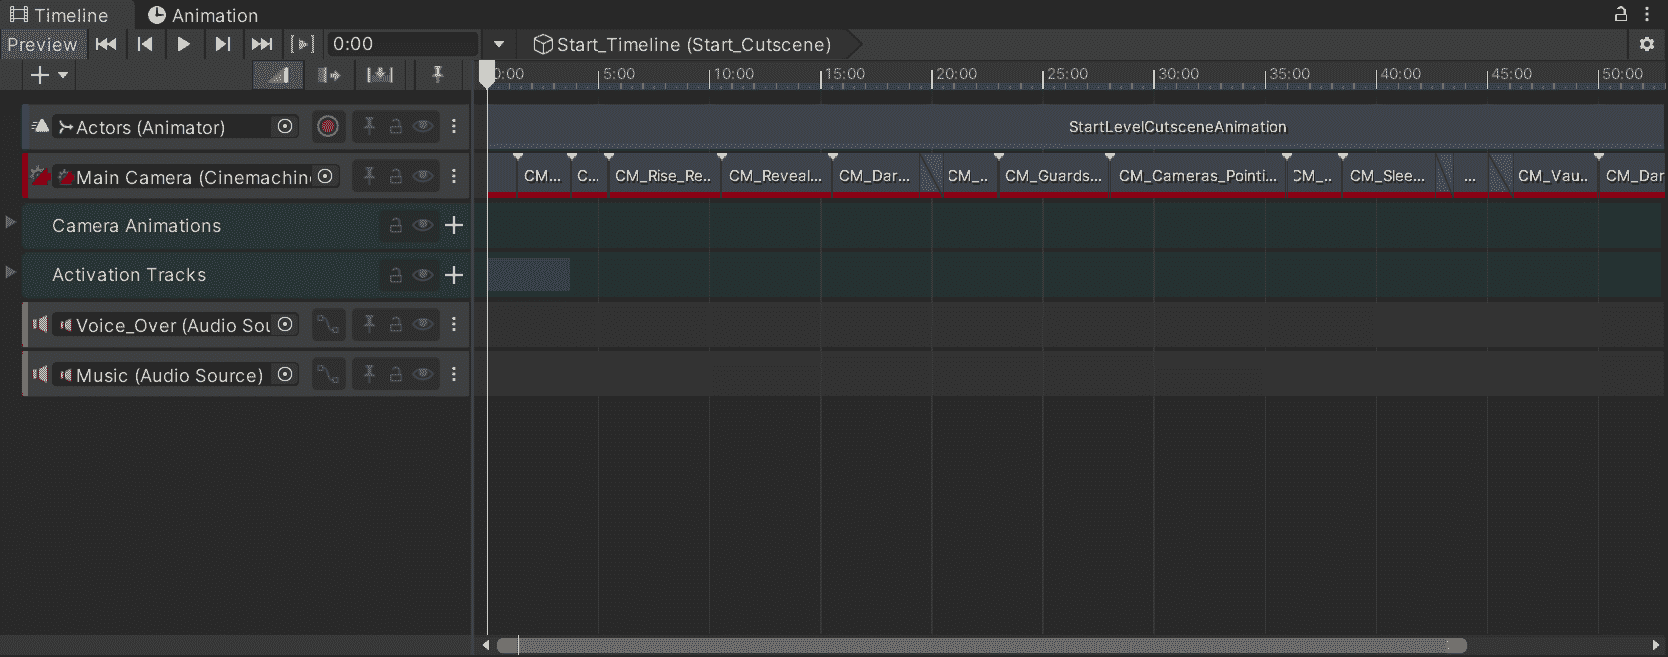 Timeline Animation
Preview 0:00 Start_Timeline (Start_Cutscene)
0:00 5:00 10:00 15:00 20:00 25:00 30:00 35:00 40:00 45:00 50:00
Actors (Animator) StartLevelCutsceneAnimation
Main Camera (Cinemachin CM... C... CM_Rise_Re.. CM_Reveal... CM_Dar... CM_.. CM_Guards... CM_Cameras_Pointi... CM_.. CM_Slee... ... CM_Vau.. CM_Dar
Camera Animations
Activation Tracks
Voice_Over (Audio Sou
Music (Audio Source)